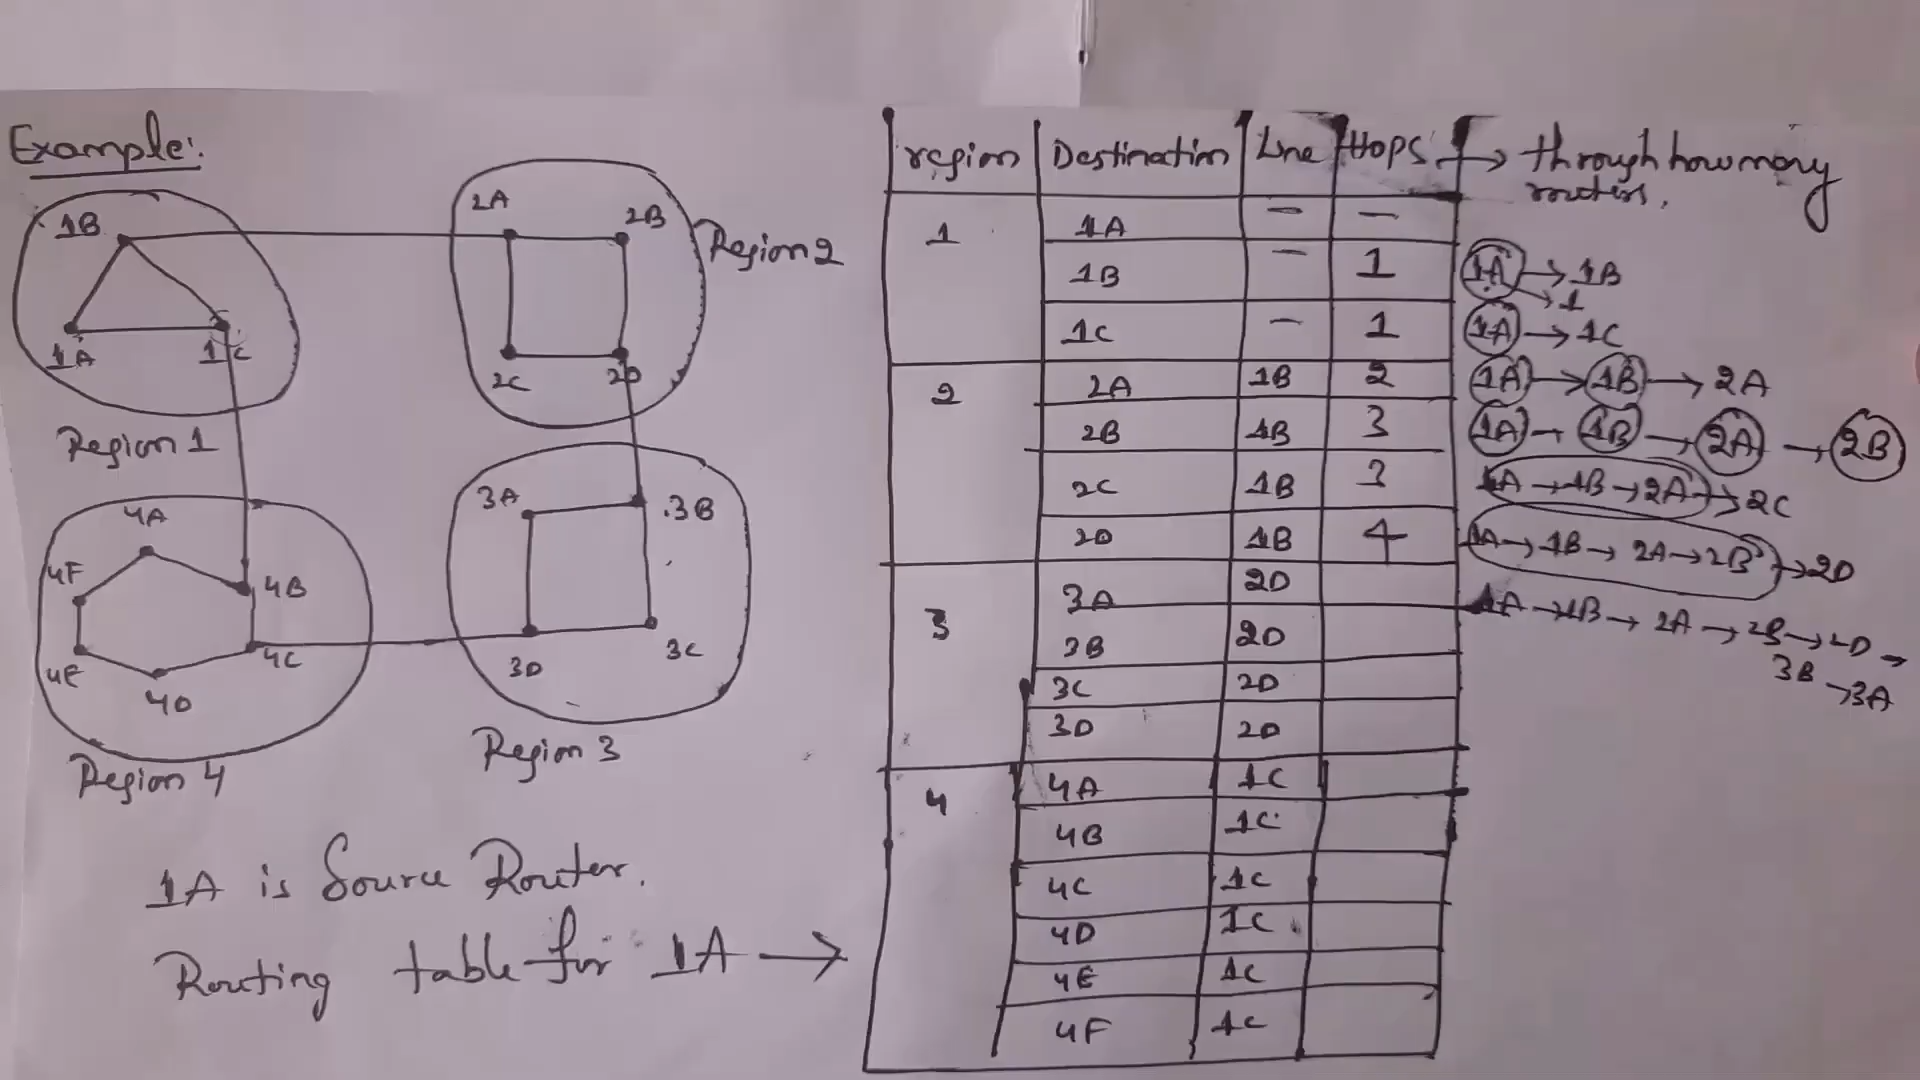 Example:
1B
1A
1C
Region 1
2A
2B
2C
2D
Region 2
4A
4F
4B
4E
4C
4D
Region 4
3A
3B
3D
3C
Region 3
1A is Source Router.
Routing table for 1A →
region Destination Line Hops → through how many
routers.
1 1A – –
1B – 1 1A → 1B
→ 1
1C – 1 1A → 1C
2 2A 1B 2 1A → 1B → 2A
2B 1B 3 1A → 1B → 2A → 2B
2C 1B 3 1A → 1B → 2A → 2C
2D 1B 4 1A → 1B → 2A → 2B → 2D
3 3A 2D 1A → 1B → 2A → 2B → 2D →
3B → 3A
3B 2D
3C 2D
3D 2D
4 4A 1C
4B 1C
4C 1C
4D 1C
4E 1C
4F 1C